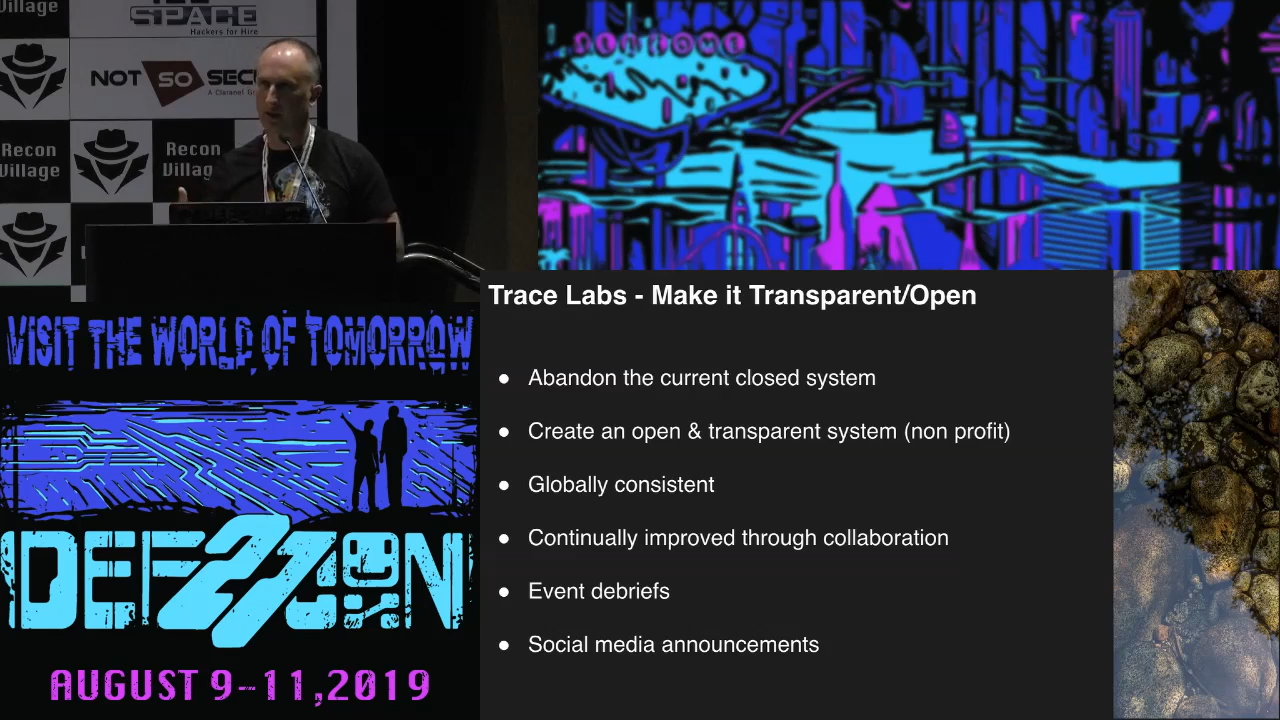 Village
SPACE
Hackers for Hire
NOT SO SEC
A Claranet G
Recon
Village
Recon
Villag
WELCOME
VISIT THE WORLD OF TOMORROW
DEF27CON
AUGUST 9-11,2019
Trace Labs - Make it Transparent/Open
● Abandon the current closed system
● Create an open & transparent system (non profit)
● Globally consistent
● Continually improved through collaboration
● Event debriefs
● Social media announcements